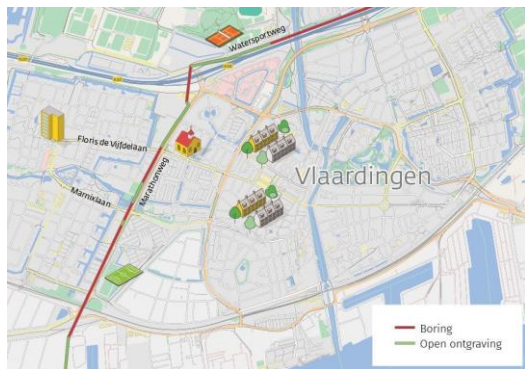 Watersportweg
Floris de Vijfdelaan
Marathonweg
Vlaardingen
Marnixlaan
Boring
Open ontgraving